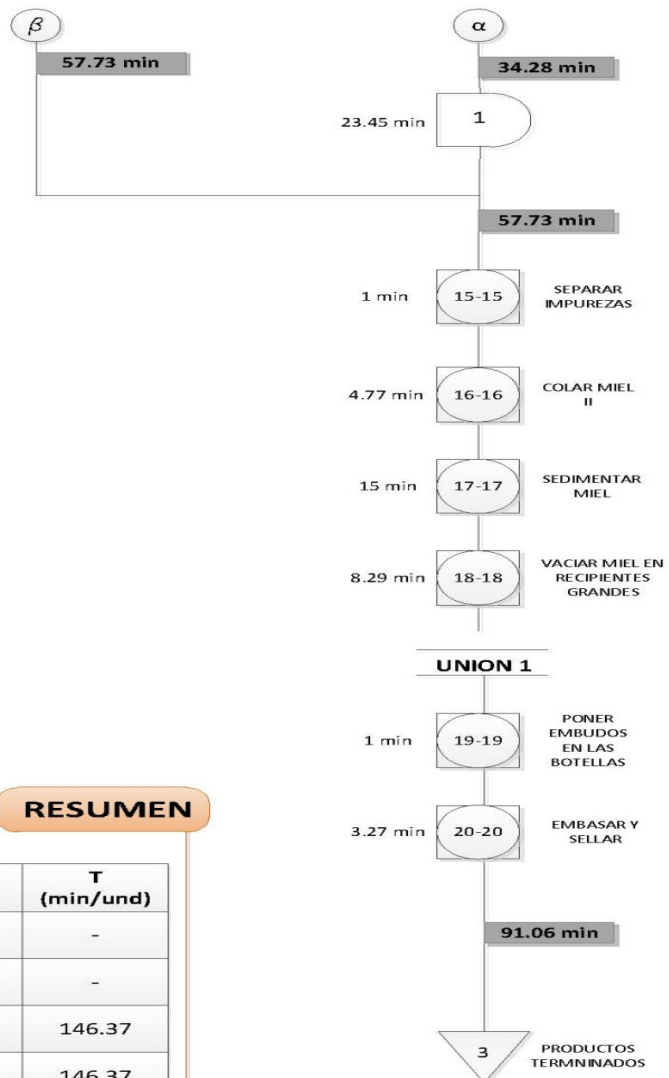 β
α
57.73 min
34.28 min
23.45 min
1
57.73 min
1 min
15-15
SEPARAR
IMPUREZAS
4.77 min
16-16
COLAR MIEL
II
15 min
17-17
SEDIMENTAR
MIEL
8.29 min
18-18
VACIAR MIEL EN
RECIPIENTES
GRANDES
UNION 1
1 min
19-19
PONER
EMBUDOS
EN LAS
BOTELLAS
3.27 min
20-20
EMBASAR Y
SELLAR
91.06 min
3
PRODUCTOS
TERMNINADOS
RESUMEN
T
(min/und)
-
-
146.37
146.37